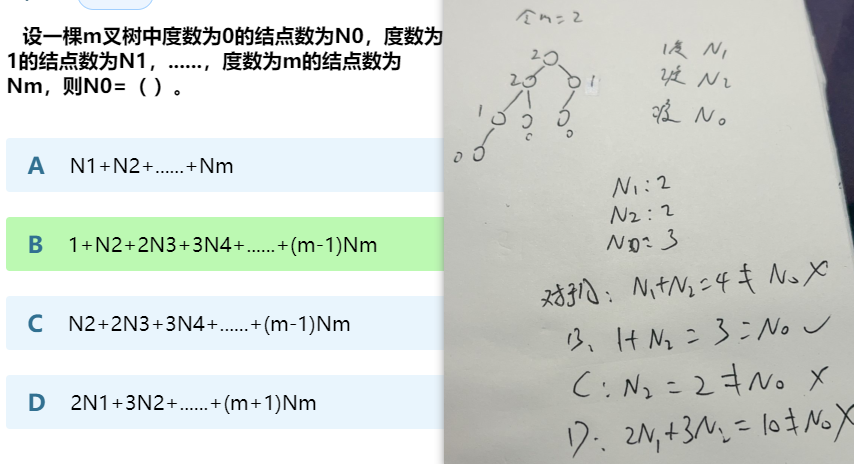 设一棵m叉树中度数为0的结点数为N0，度数为
1的结点数为N1，……，度数为m的结点数为
Nm，则N0=（ ）。
A N1+N2+......+Nm
B 1+N2+2N3+3N4+......+(m-1)Nm
C N2+2N3+3N4+......+(m-1)Nm
D 2N1+3N2+......+(m+1)Nm
令m=2
2
2 1
1 0 0
0
1度 N₁
2度 N₂
0度 N₀
N₁:2
N₂:2
N0=3
对于A: N₁+N₂=4≠N₀ ×
B、1+N₂=3=N₀ ✓
C:N₂=2≠N₀ ×
D:2N₁+3N₂=10≠N₀ ×